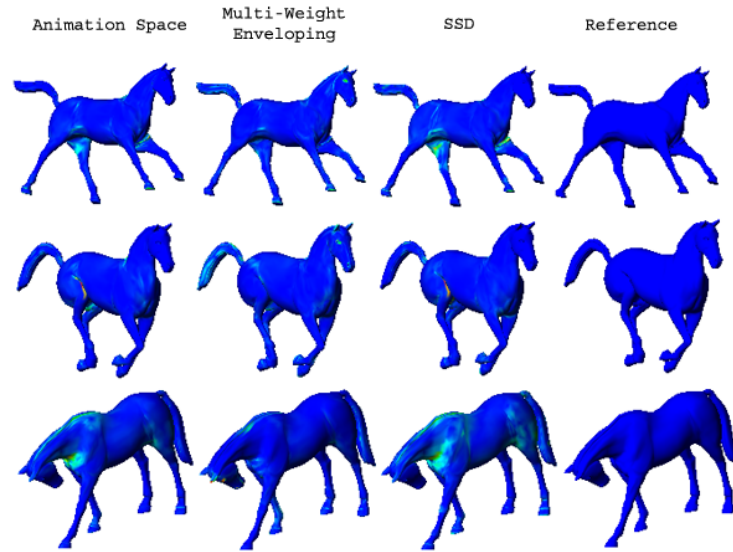 Animation Space
Multi-Weight
Enveloping
SSD
Reference